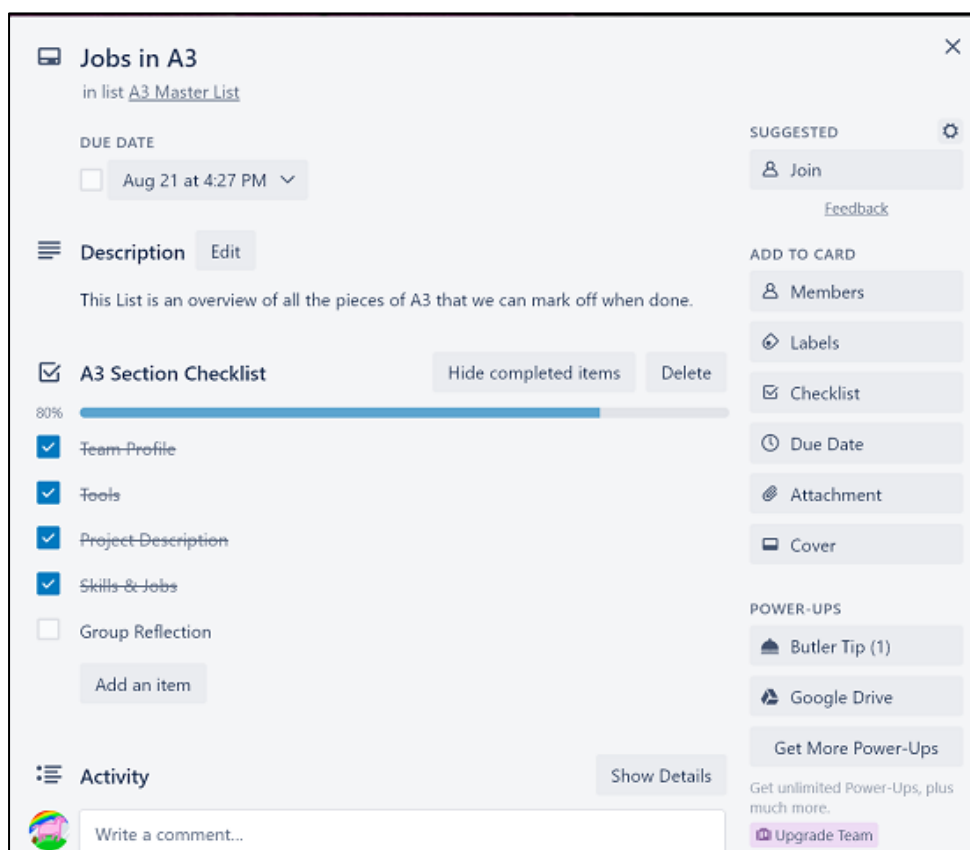 Jobs in A3
in list A3 Master List
DUE DATE
Aug 21 at 4:27 PM
Description
Edit
This List is an overview of all the pieces of A3 that we can mark off when done.
A3 Section Checklist
Hide completed items
Delete
80%
Team Profile
Tools
Project Description
Skills & Jobs
Group Reflection
Add an item
Activity
Show Details
Write a comment...
SUGGESTED
Join
Feedback
ADD TO CARD
Members
Labels
Checklist
Due Date
Attachment
Cover
POWER-UPS
Butler Tip (1)
Google Drive
Get More Power-Ups
Get unlimited Power-Ups, plus
much more.
Upgrade Team